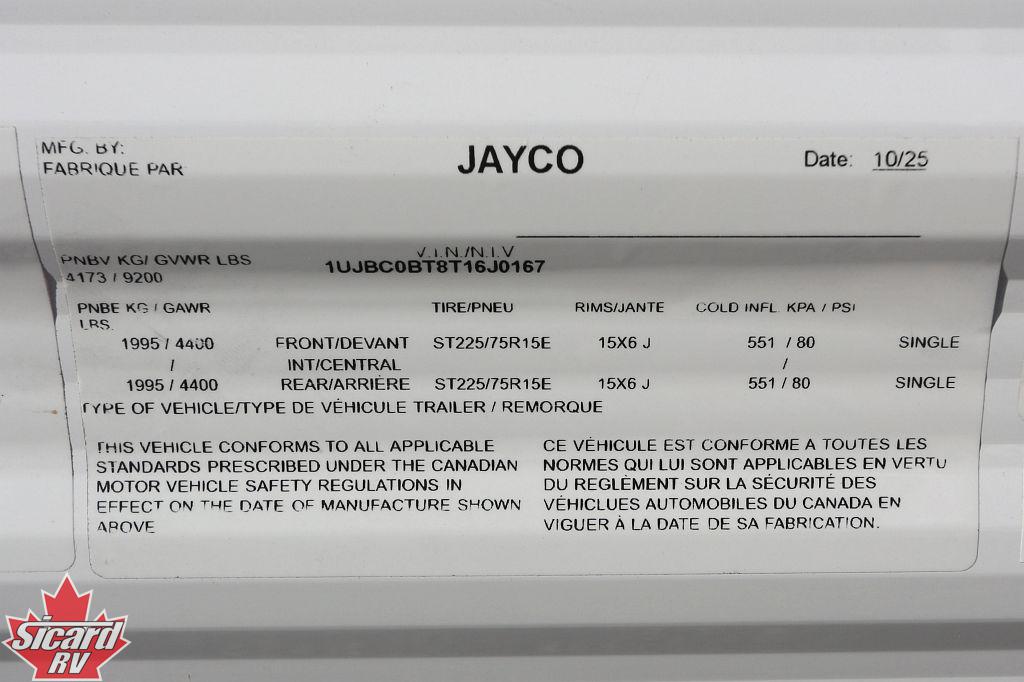 MFG. BY: JAYCO Date: 10/25
FABRIQUE PAR
V.I.N./N.I.V
PNBV KG/ GVWR LBS 1UJBC0BT8T16J0167
4173 / 9200
PNBE KG / GAWR TIRE/PNEU RIMS/JANTE COLD INFL. KPA / PSI
LBS.
1995 / 4400 FRONT/DEVANT ST225/75R15E 15X6 J 551 / 80 SINGLE
/ INT/CENTRAL /
1995 / 4400 REAR/ARRIÈRE ST225/75R15E 15X6 J 551 / 80 SINGLE
TYPE OF VEHICLE/TYPE DE VÉHICULE TRAILER / REMORQUE
THIS VEHICLE CONFORMS TO ALL APPLICABLE
STANDARDS PRESCRIBED UNDER THE CANADIAN
MOTOR VEHICLE SAFETY REGULATIONS IN
EFFECT ON THE DATE OF MANUFACTURE SHOWN
ABOVE
CE VÉHICULE EST CONFORME A TOUTES LES
NORMES QUI LUI SONT APPLICABLES EN VERTU
DU REGLÈMENT SUR LA SÉCURITÉ DES
VÉHICLUES AUTOMOBILES DU CANADA EN
VIGUER À LA DATE DE SA FABRICATION.
Sicard
RV